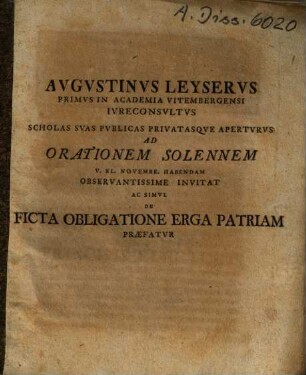 A. Diss. 6020
AVGVSTINVS LEYSERVS
PRIMVS IN ACADEMIA VITEMBERGENSI
IVRECONSVLTVS
SCHOLAS SVAS PVBLICAS PRIVATASQVE APERTVRVS
AD
ORATIONEM SOLENNEM
V. KL. NOVEMBR. HABENDAM
OBSERVANTISSIME INVITAT
AC SIMVL
DE
FICTA OBLIGATIONE ERGA PATRIAM
PRÆFATVR